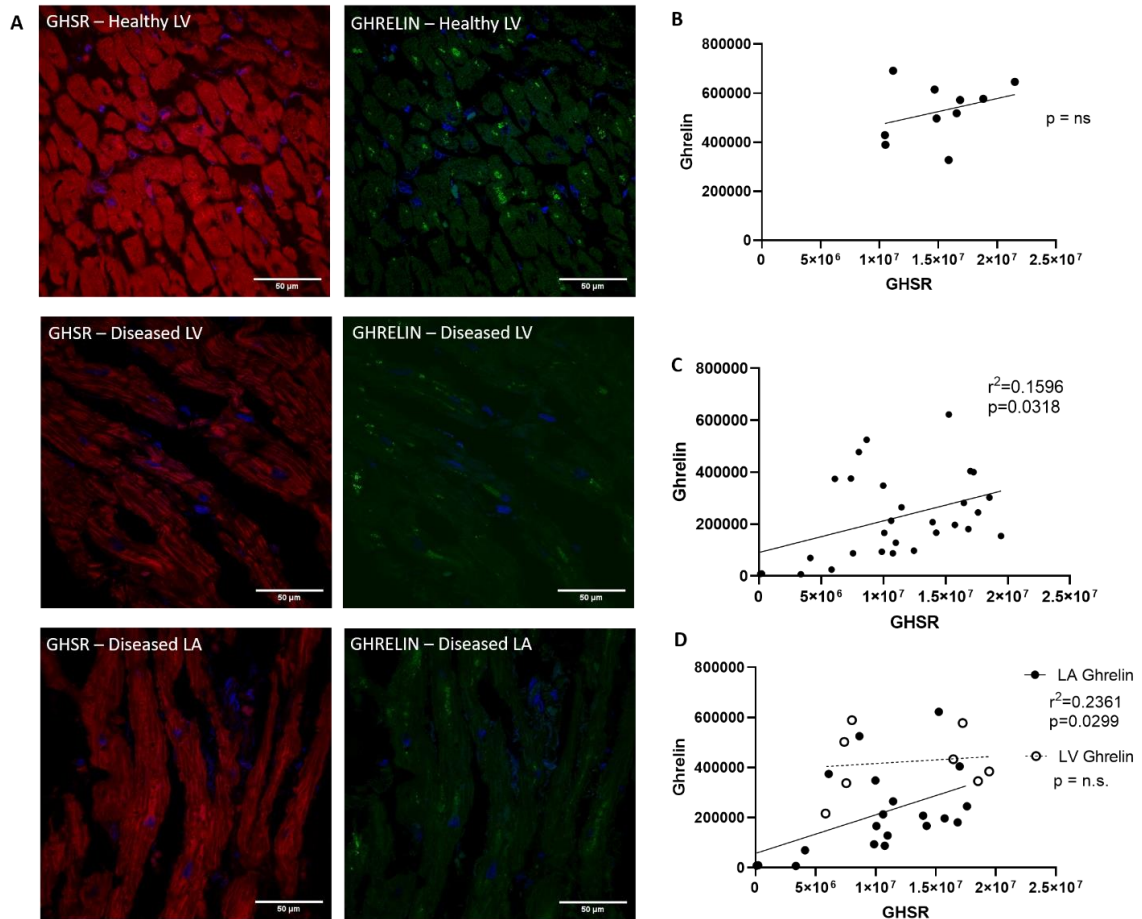 A
GHSR – Healthy LV
50 µm
GHRELIN – Healthy LV
50 µm
GHSR – Diseased LV
50 µm
GHRELIN – Diseased LV
50 µm
GHSR – Diseased LA
50 µm
GHRELIN – Diseased LA
50 µm
B
Ghrelin
800000
600000
400000
200000
0
0 5×10⁶ 1×10⁷ 1.5×10⁷ 2×10⁷ 2.5×10⁷
GHSR
p = ns
C
Ghrelin
800000
600000
400000
200000
0
0 5×10⁶ 1×10⁷ 1.5×10⁷ 2×10⁷ 2.5×10⁷
GHSR
r²=0.1596
p=0.0318
D
Ghrelin
800000
600000
400000
200000
0
0 5×10⁶ 1×10⁷ 1.5×10⁷ 2×10⁷ 2.5×10⁷
GHSR
LA Ghrelin
r²=0.2361
p=0.0299
LV Ghrelin
p = n.s.